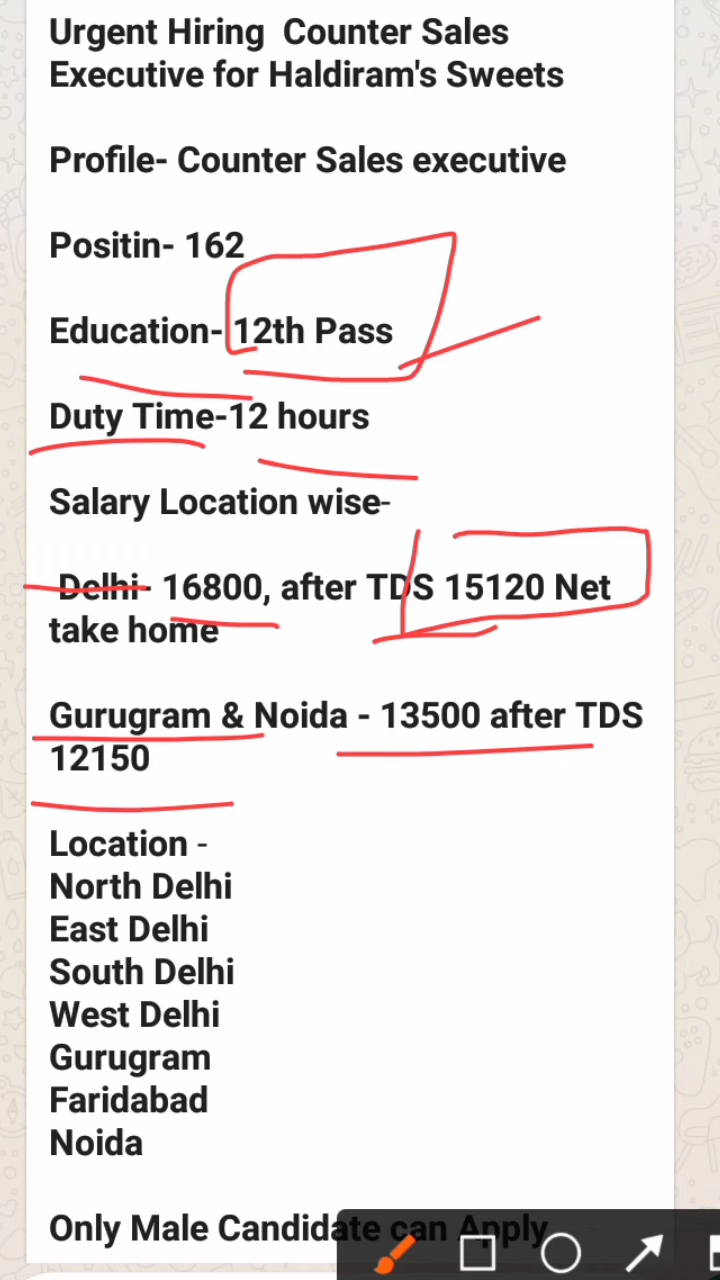 Urgent Hiring  Counter Sales
Executive for Haldiram's Sweets
Profile- Counter Sales executive
Positin- 162
Education- 12th Pass
Duty Time-12 hours
Salary Location wise-
Delhi- 16800, after TDS 15120 Net
take home
Gurugram & Noida - 13500 after TDS
12150
Location -
North Delhi
East Delhi
South Delhi
West Delhi
Gurugram
Faridabad
Noida
Only Male Candidate can Apply